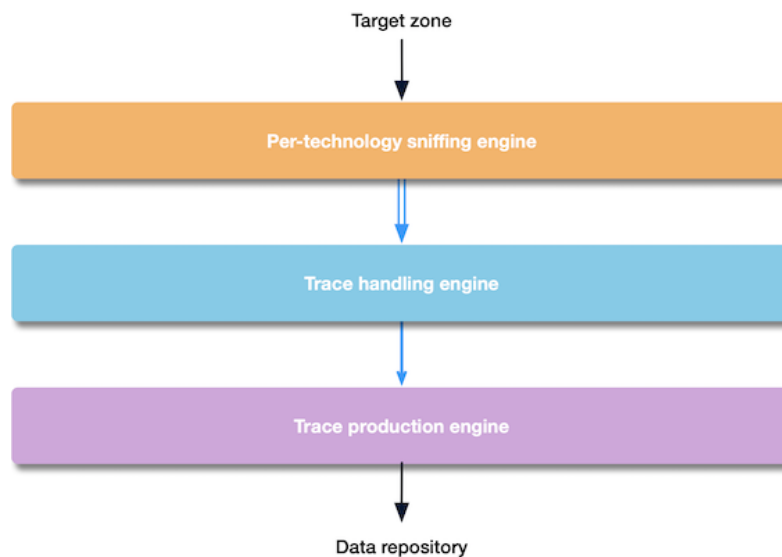 Target zone
Per-technology sniffing engine
Trace handling engine
Trace production engine
Data repository